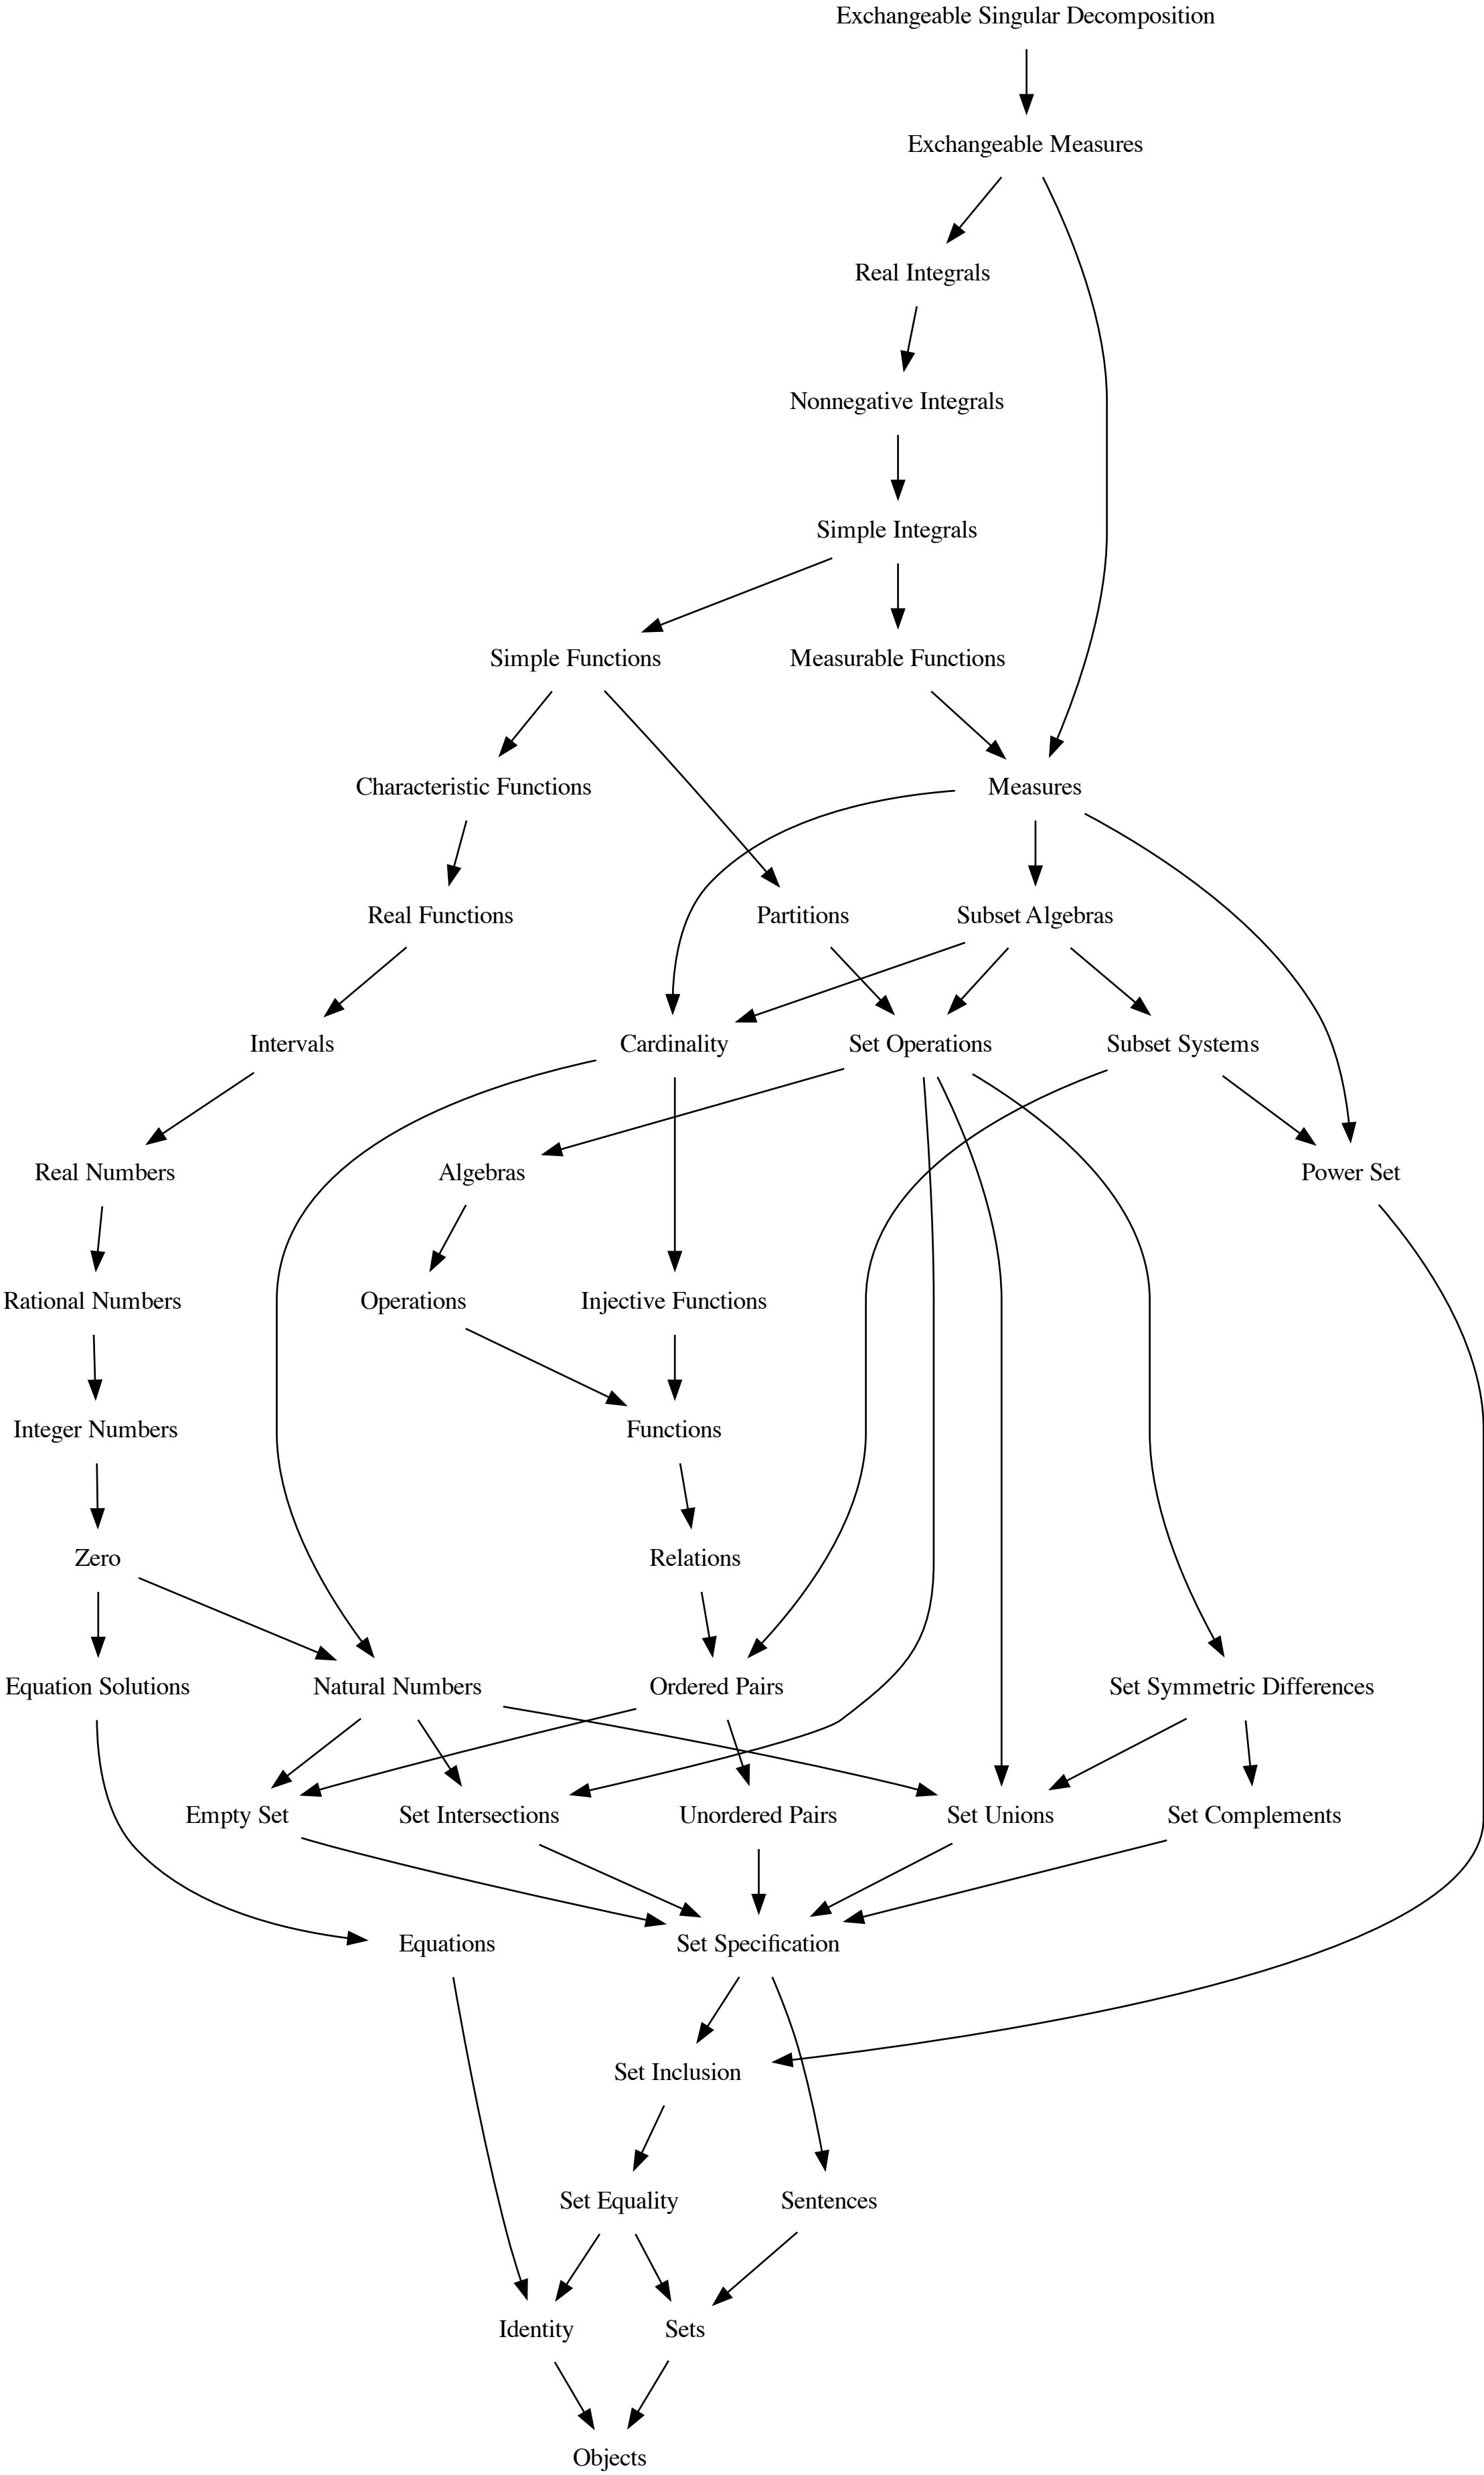 Exchangeable Singular Decomposition
Exchangeable Measures
Real Integrals
Nonnegative Integrals
Simple Integrals
Simple Functions
Measurable Functions
Characteristic Functions
Measures
Real Functions
Partitions
Subset Algebras
Intervals
Cardinality
Set Operations
Subset Systems
Real Numbers
Algebras
Power Set
Rational Numbers
Operations
Injective Functions
Integer Numbers
Functions
Zero
Relations
Equation Solutions
Natural Numbers
Ordered Pairs
Set Symmetric Differences
Empty Set
Set Intersections
Unordered Pairs
Set Unions
Set Complements
Equations
Set Specification
Set Inclusion
Set Equality
Sentences
Identity
Sets
Objects